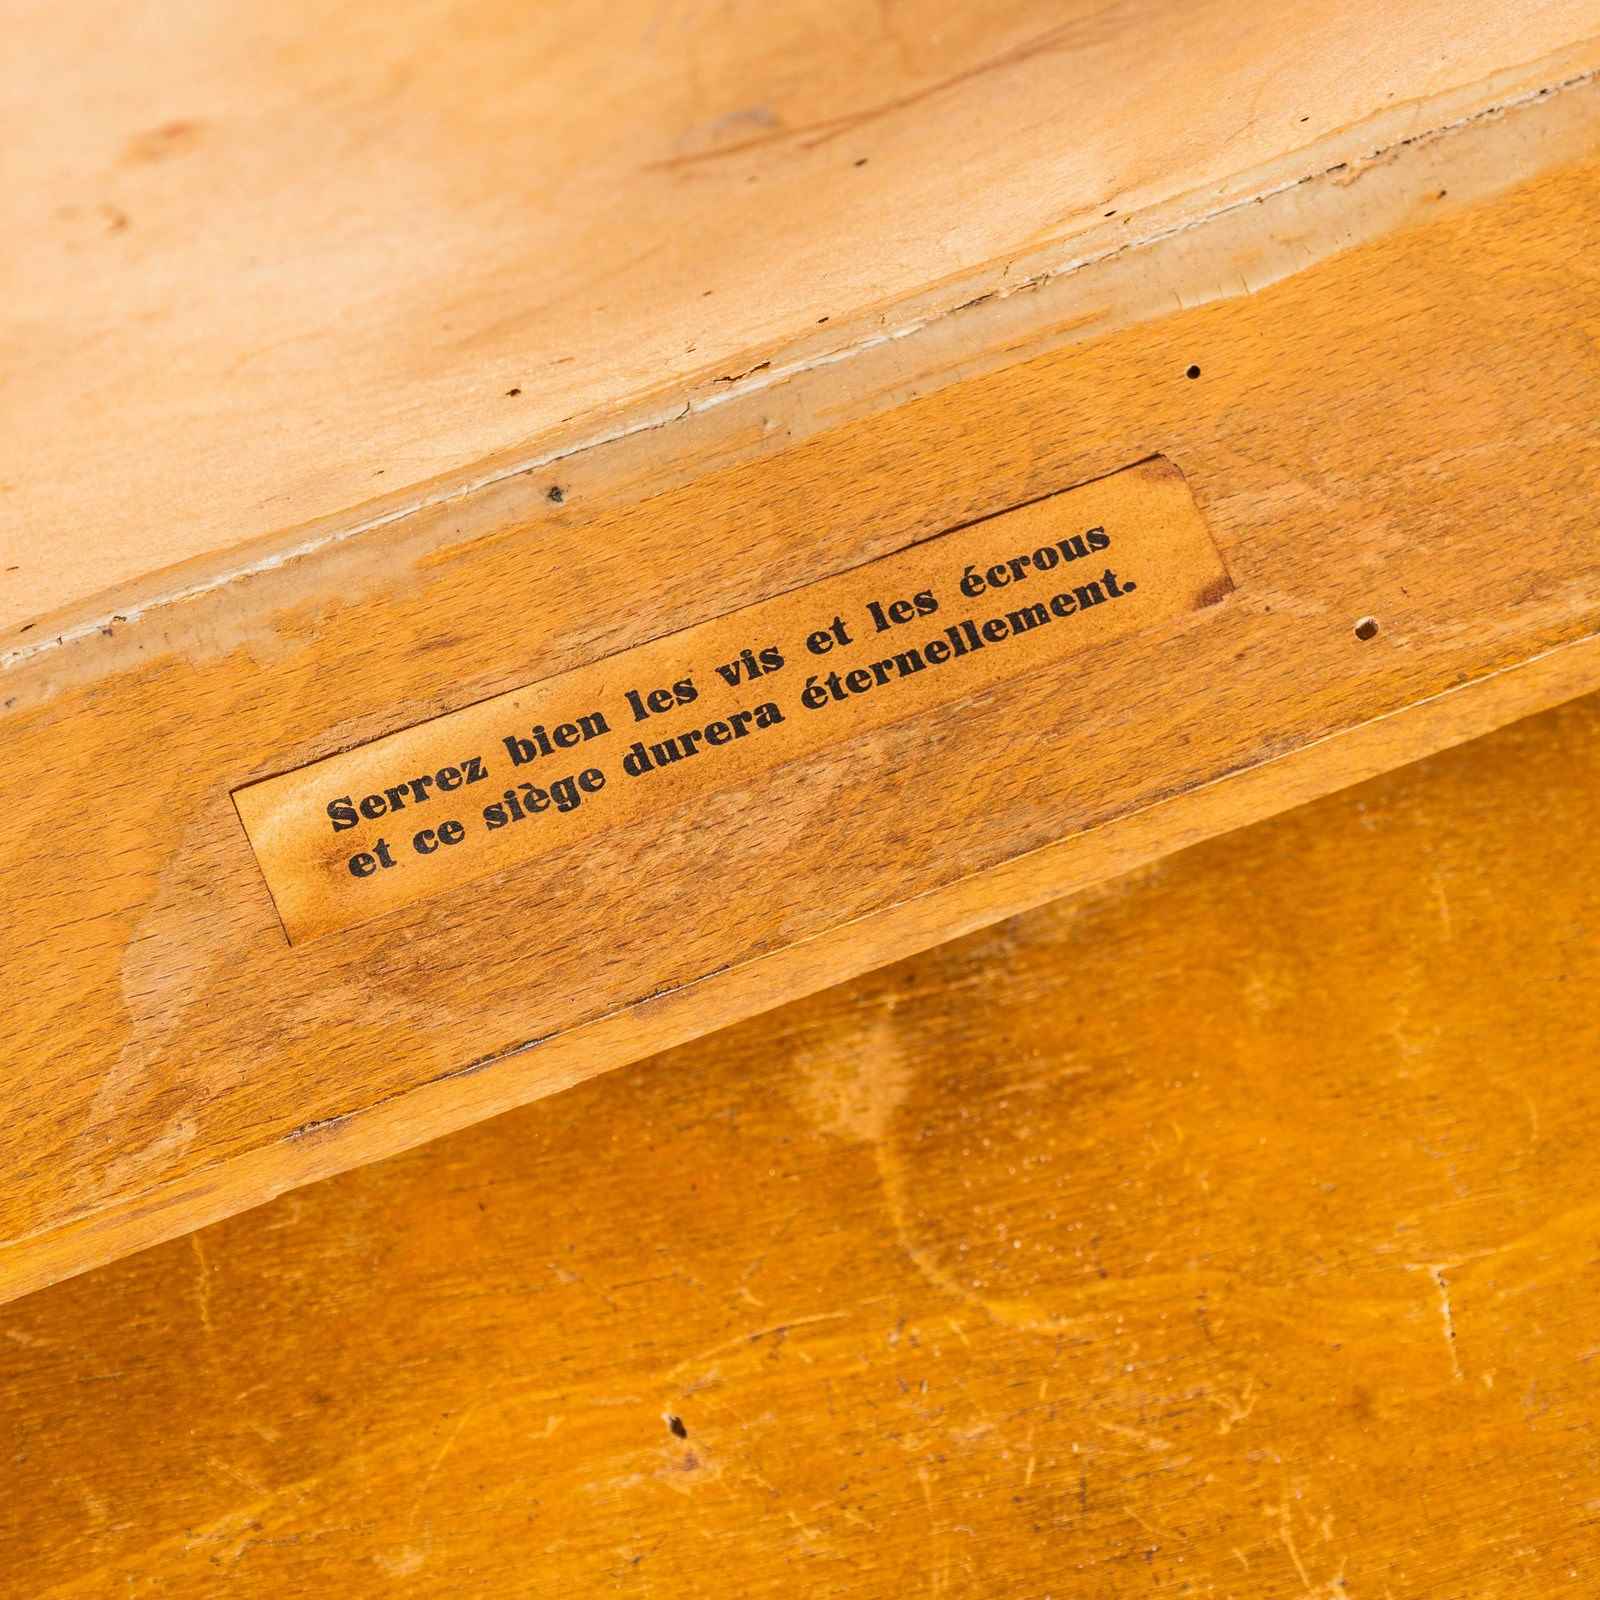 Serrez bien les vis et les écrous
et ce siège durera éternellement.